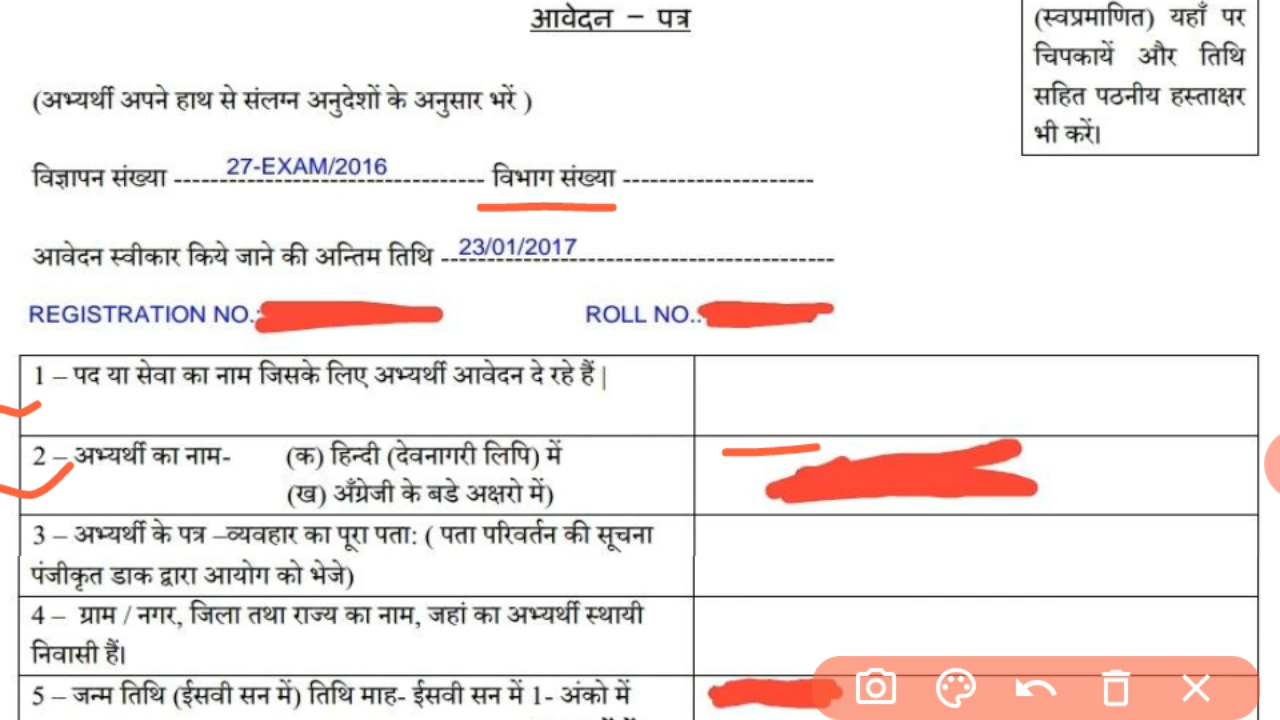 आवेदन – पत्र
(स्वप्रमाणित) यहाँ पर
चिपकायें और तिथि
सहित पठनीय हस्ताक्षर
भी करें।
(अभ्यर्थी अपने हाथ से संलग्न अनुदेशों के अनुसार भरें )
विज्ञापन संख्या ---------27-EXAM/2016--------- विभाग संख्या ---------------------
आवेदन स्वीकार किये जाने की अन्तिम तिथि --23/01/2017-----------------------
REGISTRATION NO.: ROLL NO.:
1 – पद या सेवा का नाम जिसके लिए अभ्यर्थी आवेदन दे रहे हैं |
2 – अभ्यर्थी का नाम- (क) हिन्दी (देवनागरी लिपि) में
(ख) अँग्रेजी के बडे अक्षरो में)
3 – अभ्यर्थी के पत्र –व्यवहार का पूरा पता: ( पता परिवर्तन की सूचना
पंजीकृत डाक द्वारा आयोग को भेजे)
4 – ग्राम / नगर, जिला तथा राज्य का नाम, जहां का अभ्यर्थी स्थायी
निवासी हैं।
5 – जन्म तिथि (ईसवी सन में) तिथि माह- ईसवी सन में 1- अंको में